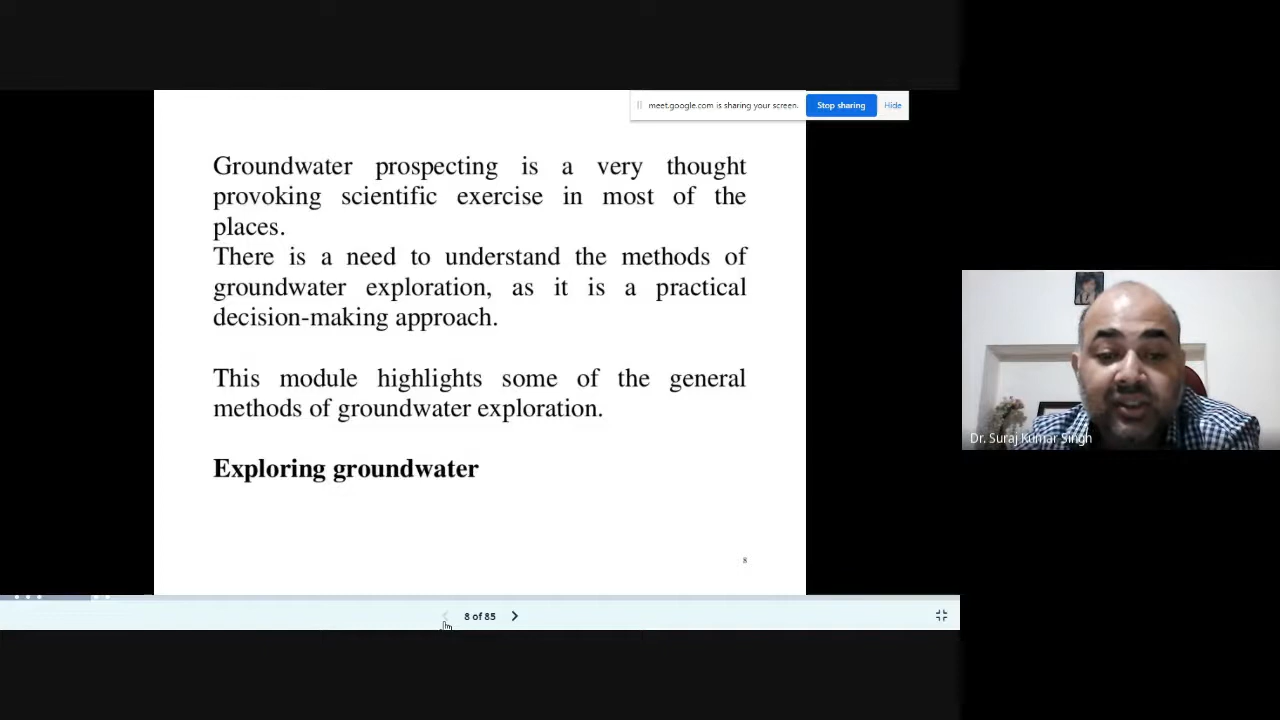 meet.google.com is sharing your screen.
Stop sharing
Hide
Groundwater prospecting is a very thought
provoking scientific exercise in most of the
places.
There is a need to understand the methods of
groundwater exploration, as it is a practical
decision-making approach.
This module highlights some of the general
methods of groundwater exploration.
Exploring groundwater
8
8 of 85
Dr. Suraj Kumar Singh